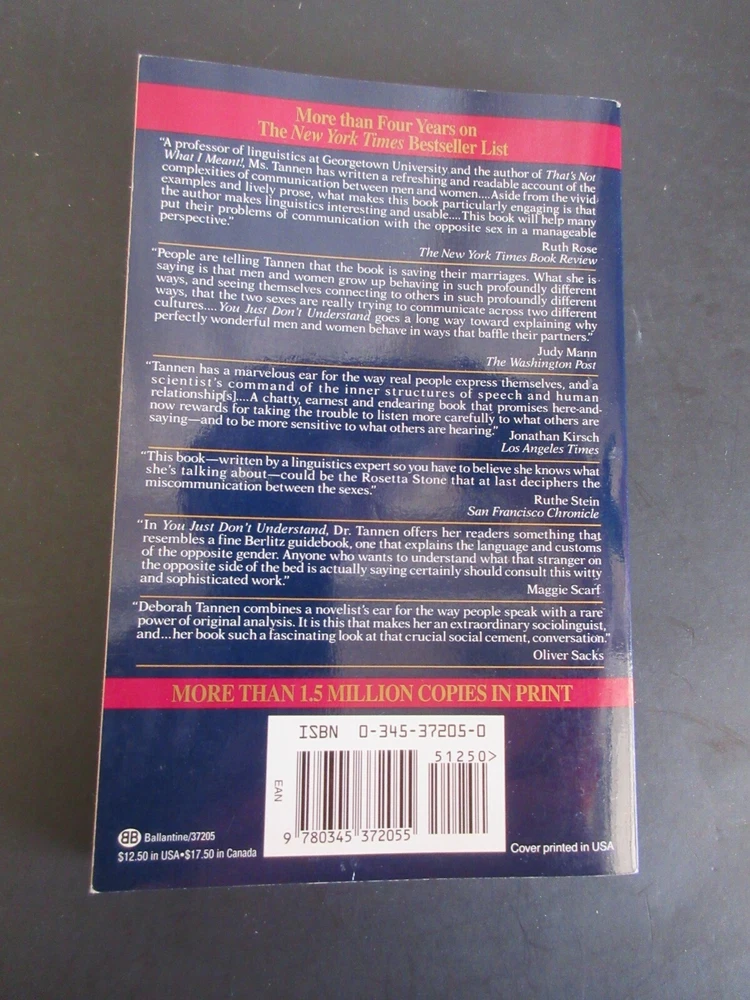 More than Four Years on
The New York Times Bestseller List
"A professor of linguistics at Georgetown University and the author of That's Not
What I Meant!, Ms. Tannen has written a refreshing and readable account of the
complexities of communication between men and women....Aside from the vivid
examples and lively prose, what makes this book particularly engaging is that
the author makes linguistics interesting and usable....This book will help many
put their problems of communication with the opposite sex in a manageable
perspective."
Ruth Rose
The New York Times Book Review
"People are telling Tannen that the book is saving their marriages. What she is
saying is that men and women grow up behaving in such profoundly different
ways, and seeing themselves connecting to others in such profoundly different
ways, that the two sexes are really trying to communicate across two different
cultures.... You Just Don't Understand goes a long way toward explaining why
perfectly wonderful men and women behave in ways that baffle their partners."
Judy Mann
The Washington Post
"Tannen has a marvelous ear for the way real people express themselves, and a
scientist's command of the inner structures of speech and human
relationship[s]....A chatty, earnest and endearing book that promises here-and-
now rewards for taking the trouble to listen more carefully to what others are
saying—and to be more sensitive to what others are hearing."
Jonathan Kirsch
Los Angeles Times
"This book—written by a linguistics expert so you have to believe she knows what
she's talking about—could be the Rosetta Stone that at last deciphers the
miscommunication between the sexes."
Ruthe Stein
San Francisco Chronicle
"In You Just Don't Understand, Dr. Tannen offers her readers something that
resembles a fine Berlitz guidebook, one that explains the language and customs
of the opposite gender. Anyone who wants to understand what that stranger on
the opposite side of the bed is actually saying certainly should consult this witty
and sophisticated work."
Maggie Scarf
"Deborah Tannen combines a novelist's ear for the way people speak with a rare
power of original analysis. It is this that makes her an extraordinary sociolinguist,
and...her book such a fascinating look at that crucial social cement, conversation."
Oliver Sacks
MORE THAN 1.5 MILLION COPIES IN PRINT
ISBN 0-345-37205-0
51250>
EAN
9 780345 372055
BB Ballantine/37205
$12.50 in USA•$17.50 in Canada
Cover printed in USA